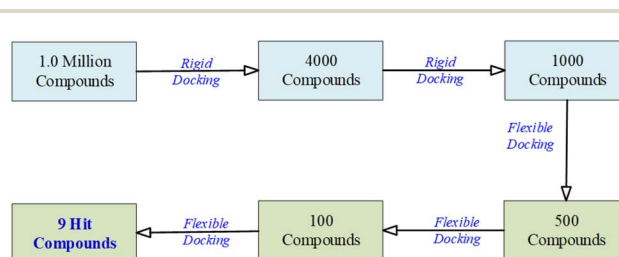 1.0 Million
Compounds
Rigid
Docking
4000
Compounds
Rigid
Docking
1000
Compounds
Flexible
Docking
500
Compounds
Flexible
Docking
100
Compounds
Flexible
Docking
9 Hit
Compounds